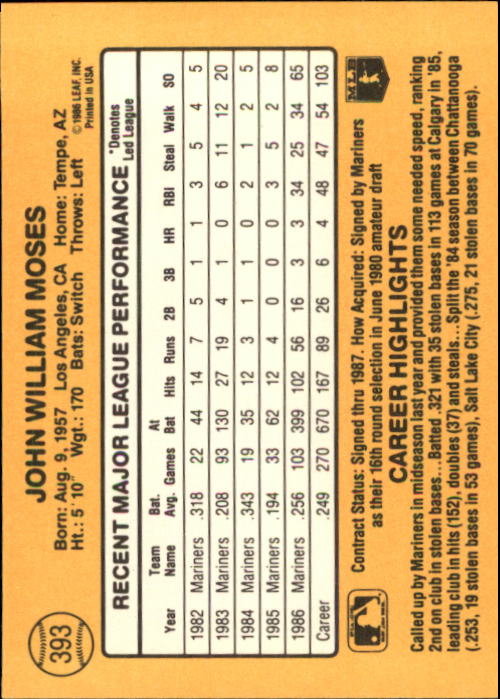 393
JOHN WILLIAM MOSES
Born: Aug. 9, 1957 Los Angeles, CA Home: Tempe, AZ
Ht.: 5' 10" Wgt.: 170 Bats: Switch Throws: Left
© 1986 LEAF, INC.
Printed in USA
RECENT MAJOR LEAGUE PERFORMANCE
*Denotes
Led League
Year Team Name Bat. Avg. Games At Bat Hits Runs 2B 3B HR RBI Steal Walk SO
1982 Mariners .318 22 44 14 7 5 1 1 3 5 4 5
1983 Mariners .208 93 130 27 19 4 1 0 6 11 12 20
1984 Mariners .343 19 35 12 3 1 1 0 2 1 2 5
1985 Mariners .194 33 62 12 4 0 0 0 3 5 2 8
1986 Mariners .256 103 399 102 56 16 3 3 34 25 34 65
Career .249 270 670 167 89 26 6 4 48 47 54 103
Contract Status: Signed thru 1987. How Acquired: Signed by Mariners
as their 16th round selection in June 1980 amateur draft
MLB
CAREER HIGHLIGHTS
Called up by Mariners in midseason last year and provided them some needed speed, ranking
2nd on club in stolen bases... Batted .321 with 35 stolen bases in 113 games at Calgary in '85,
leading club in hits (152), doubles (37) and steals... Split the '84 season between Chattanooga
(.253, 19 stolen bases in 53 games), Salt Lake City (.275, 21 stolen bases in 70 games).